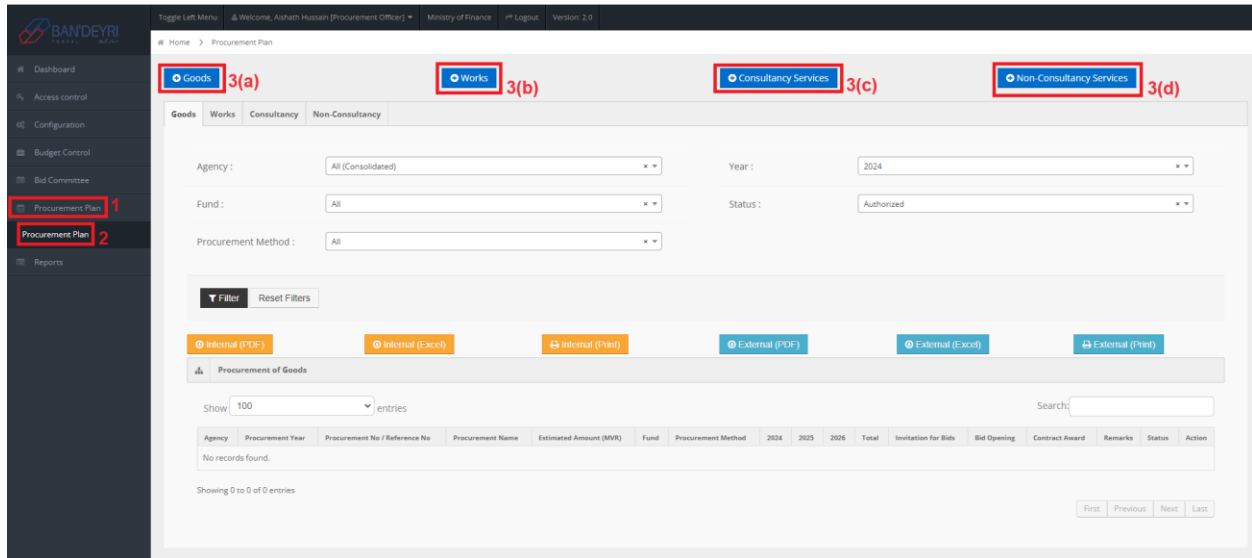 BAN'DEYRI
PORTAL
Toggle Left Menu Welcome, Aishath Hussain [Procurement Officer] Ministry of Finance Logout Version: 2.0
Home > Procurement Plan
Dashboard
Access control
Configuration
Budget Control
Bid Committee
Procurement Plan 1
Procurement Plan 2
Reports
Goods 3(a) Works 3(b) Consultancy Services 3(c) Non-Consultancy Services 3(d)
Goods Works Consultancy Non-Consultancy
Agency : All (Consolidated) Year : 2024
Fund : All Status : Authorized
Procurement Method : All
Filter Reset Filters
Internal (PDF) Internal (Excel) Internal (Print) External (PDF) External (Excel) External (Print)
Procurement of Goods
Show 100 entries Search:
Agency Procurement Year Procurement No / Reference No Procurement Name Estimated Amount (MVR) Fund Procurement Method 2024 2025 2026 Total Invitation for Bids Bid Opening Contract Award Remarks Status Action
No records found.
Showing 0 to 0 of 0 entries
First Previous Next Last